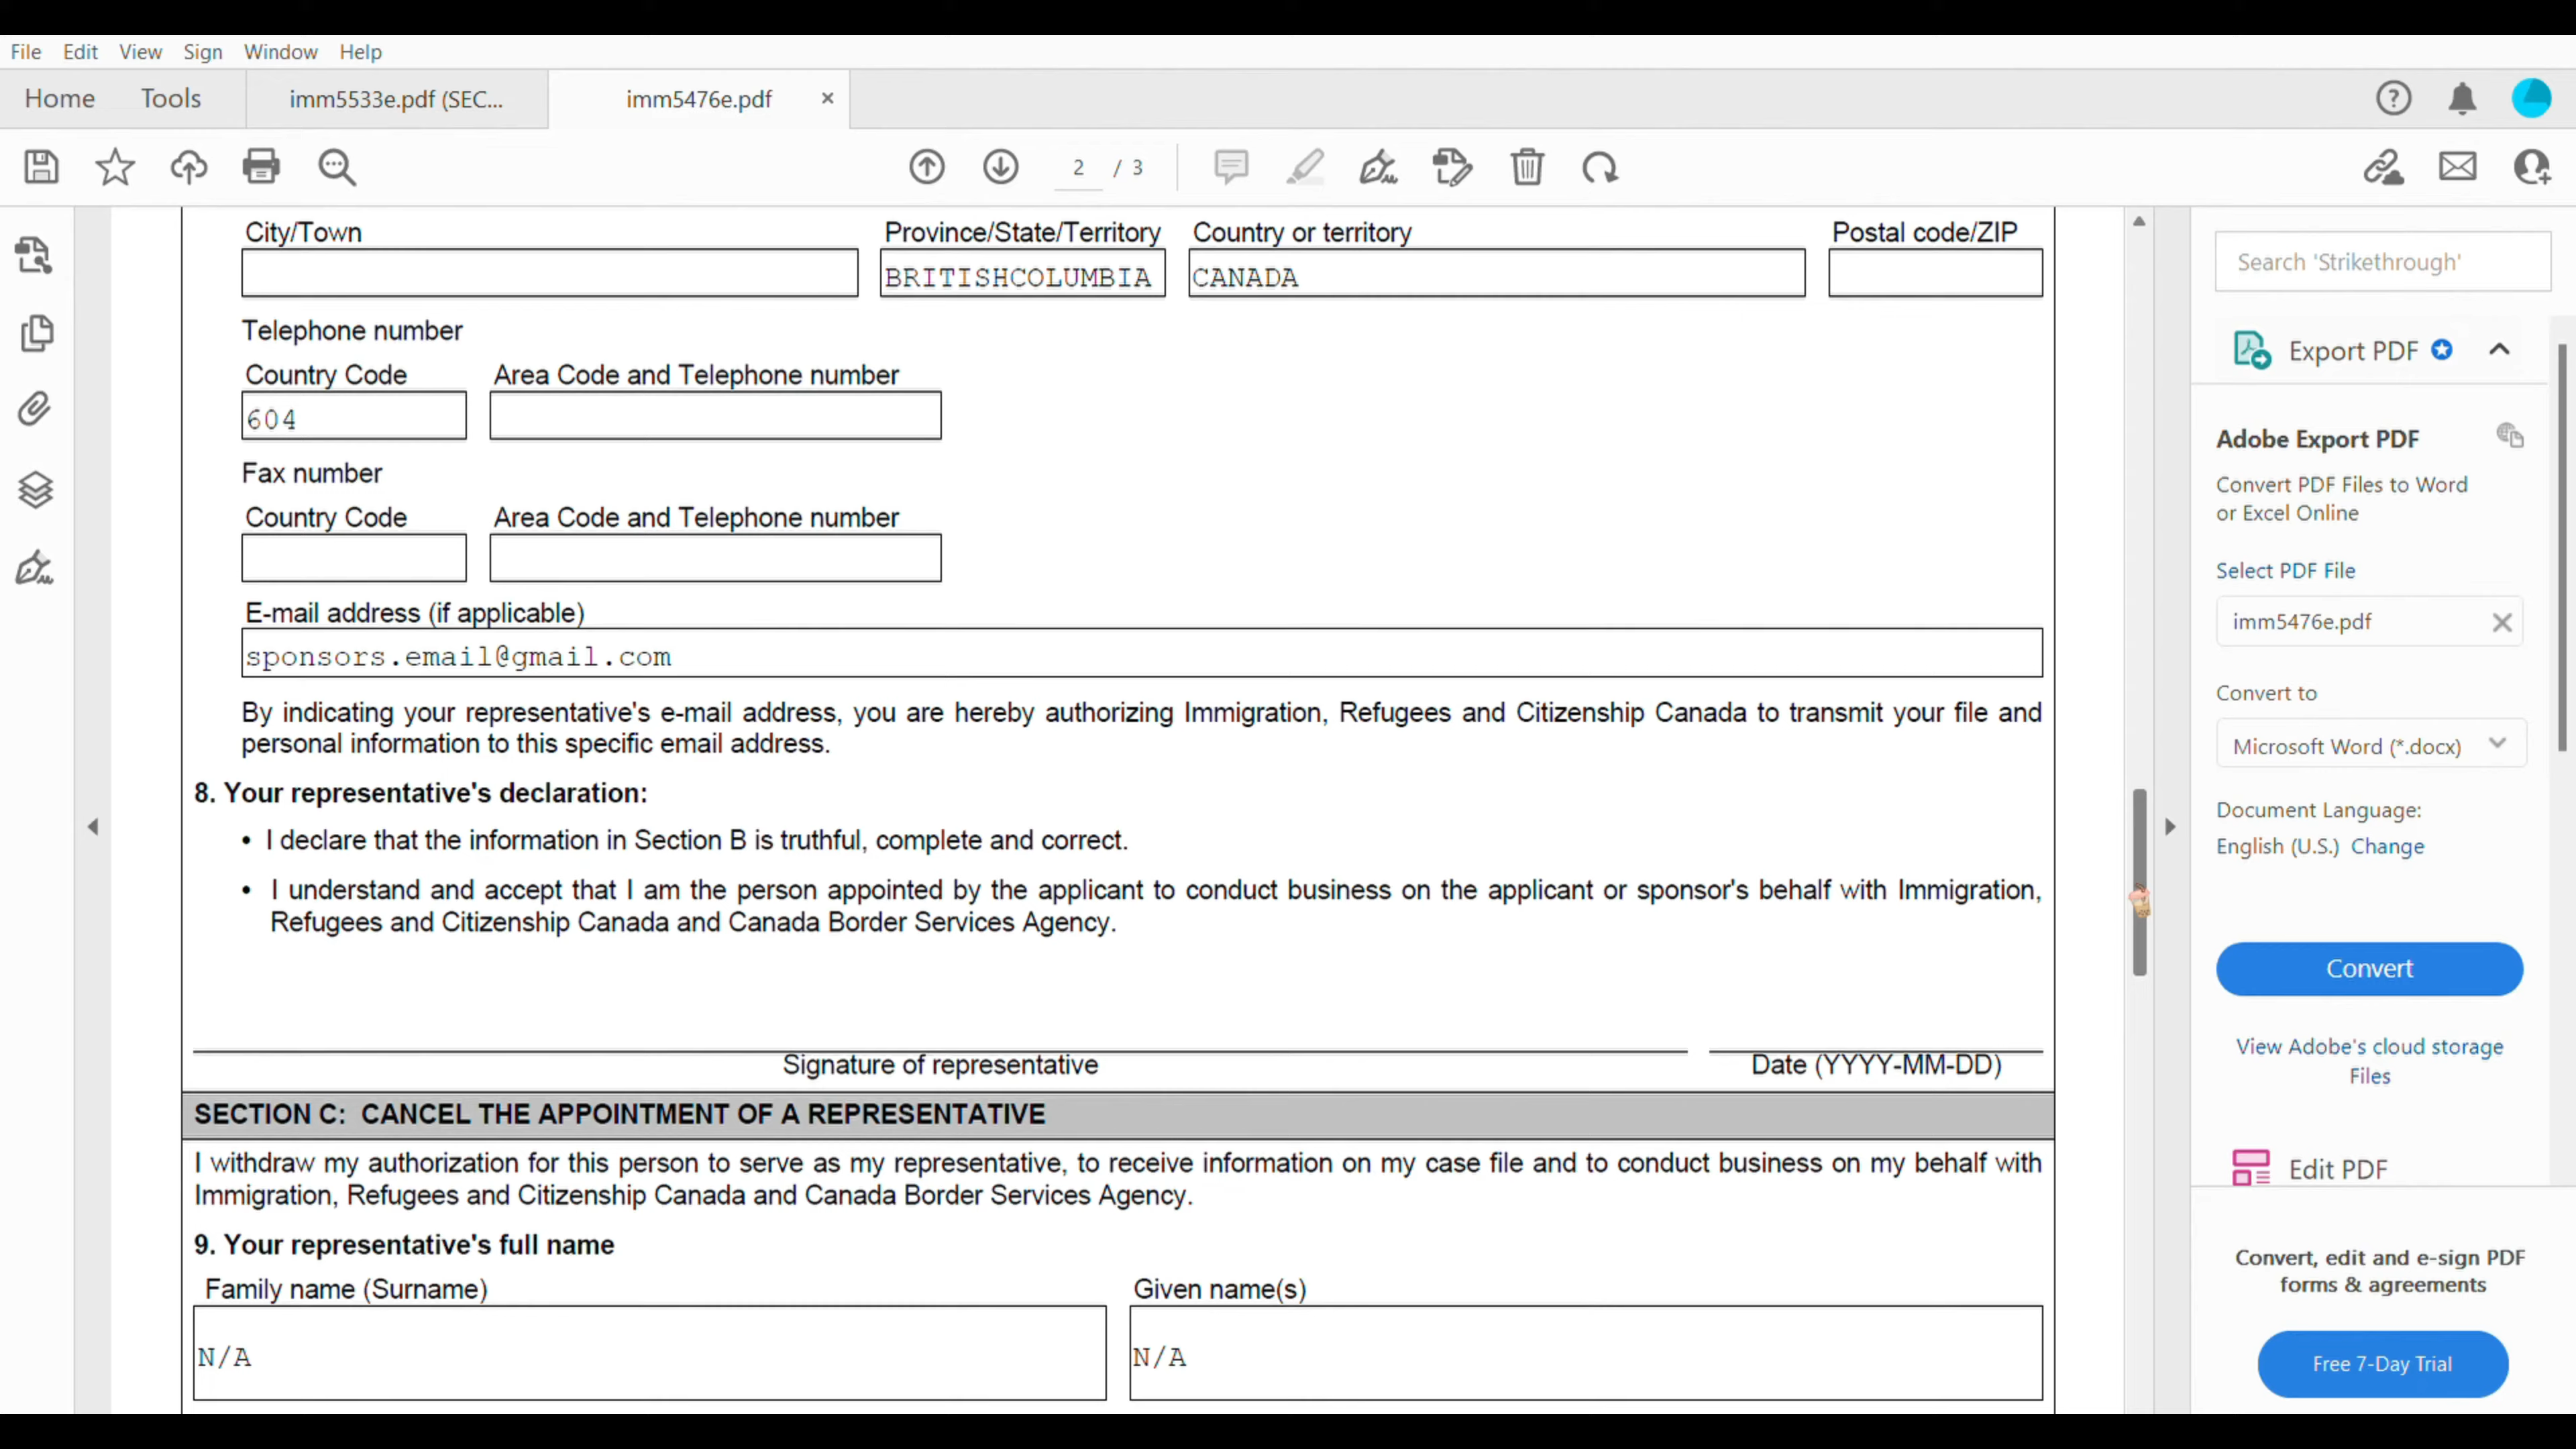 File Edit View Sign Window Help
Home Tools imm5533e.pdf (SEC... imm5476e.pdf ×
2 / 3
City/Town Province/State/Territory Country or territory Postal code/ZIP
BRITISHCOLUMBIA CANADA
Telephone number
Country Code Area Code and Telephone number
604
Fax number
Country Code Area Code and Telephone number
E-mail address (if applicable)
sponsors.email@gmail.com
By indicating your representative's e-mail address, you are hereby authorizing Immigration, Refugees and Citizenship Canada to transmit your file and
personal information to this specific email address.
8. Your representative's declaration:
• I declare that the information in Section B is truthful, complete and correct.
• I understand and accept that I am the person appointed by the applicant to conduct business on the applicant or sponsor's behalf with Immigration,
Refugees and Citizenship Canada and Canada Border Services Agency.
Signature of representative Date (YYYY-MM-DD)
SECTION C: CANCEL THE APPOINTMENT OF A REPRESENTATIVE
I withdraw my authorization for this person to serve as my representative, to receive information on my case file and to conduct business on my behalf with
Immigration, Refugees and Citizenship Canada and Canada Border Services Agency.
9. Your representative's full name
Family name (Surname) Given name(s)
N/A N/A
Search 'Strikethrough'
Export PDF
Adobe Export PDF
Convert PDF Files to Word
or Excel Online
Select PDF File
imm5476e.pdf
Convert to
Microsoft Word (*.docx)
Document Language:
English (U.S.) Change
Convert
View Adobe's cloud storage
Files
Edit PDF
Convert, edit and e-sign PDF
forms & agreements
Free 7-Day Trial